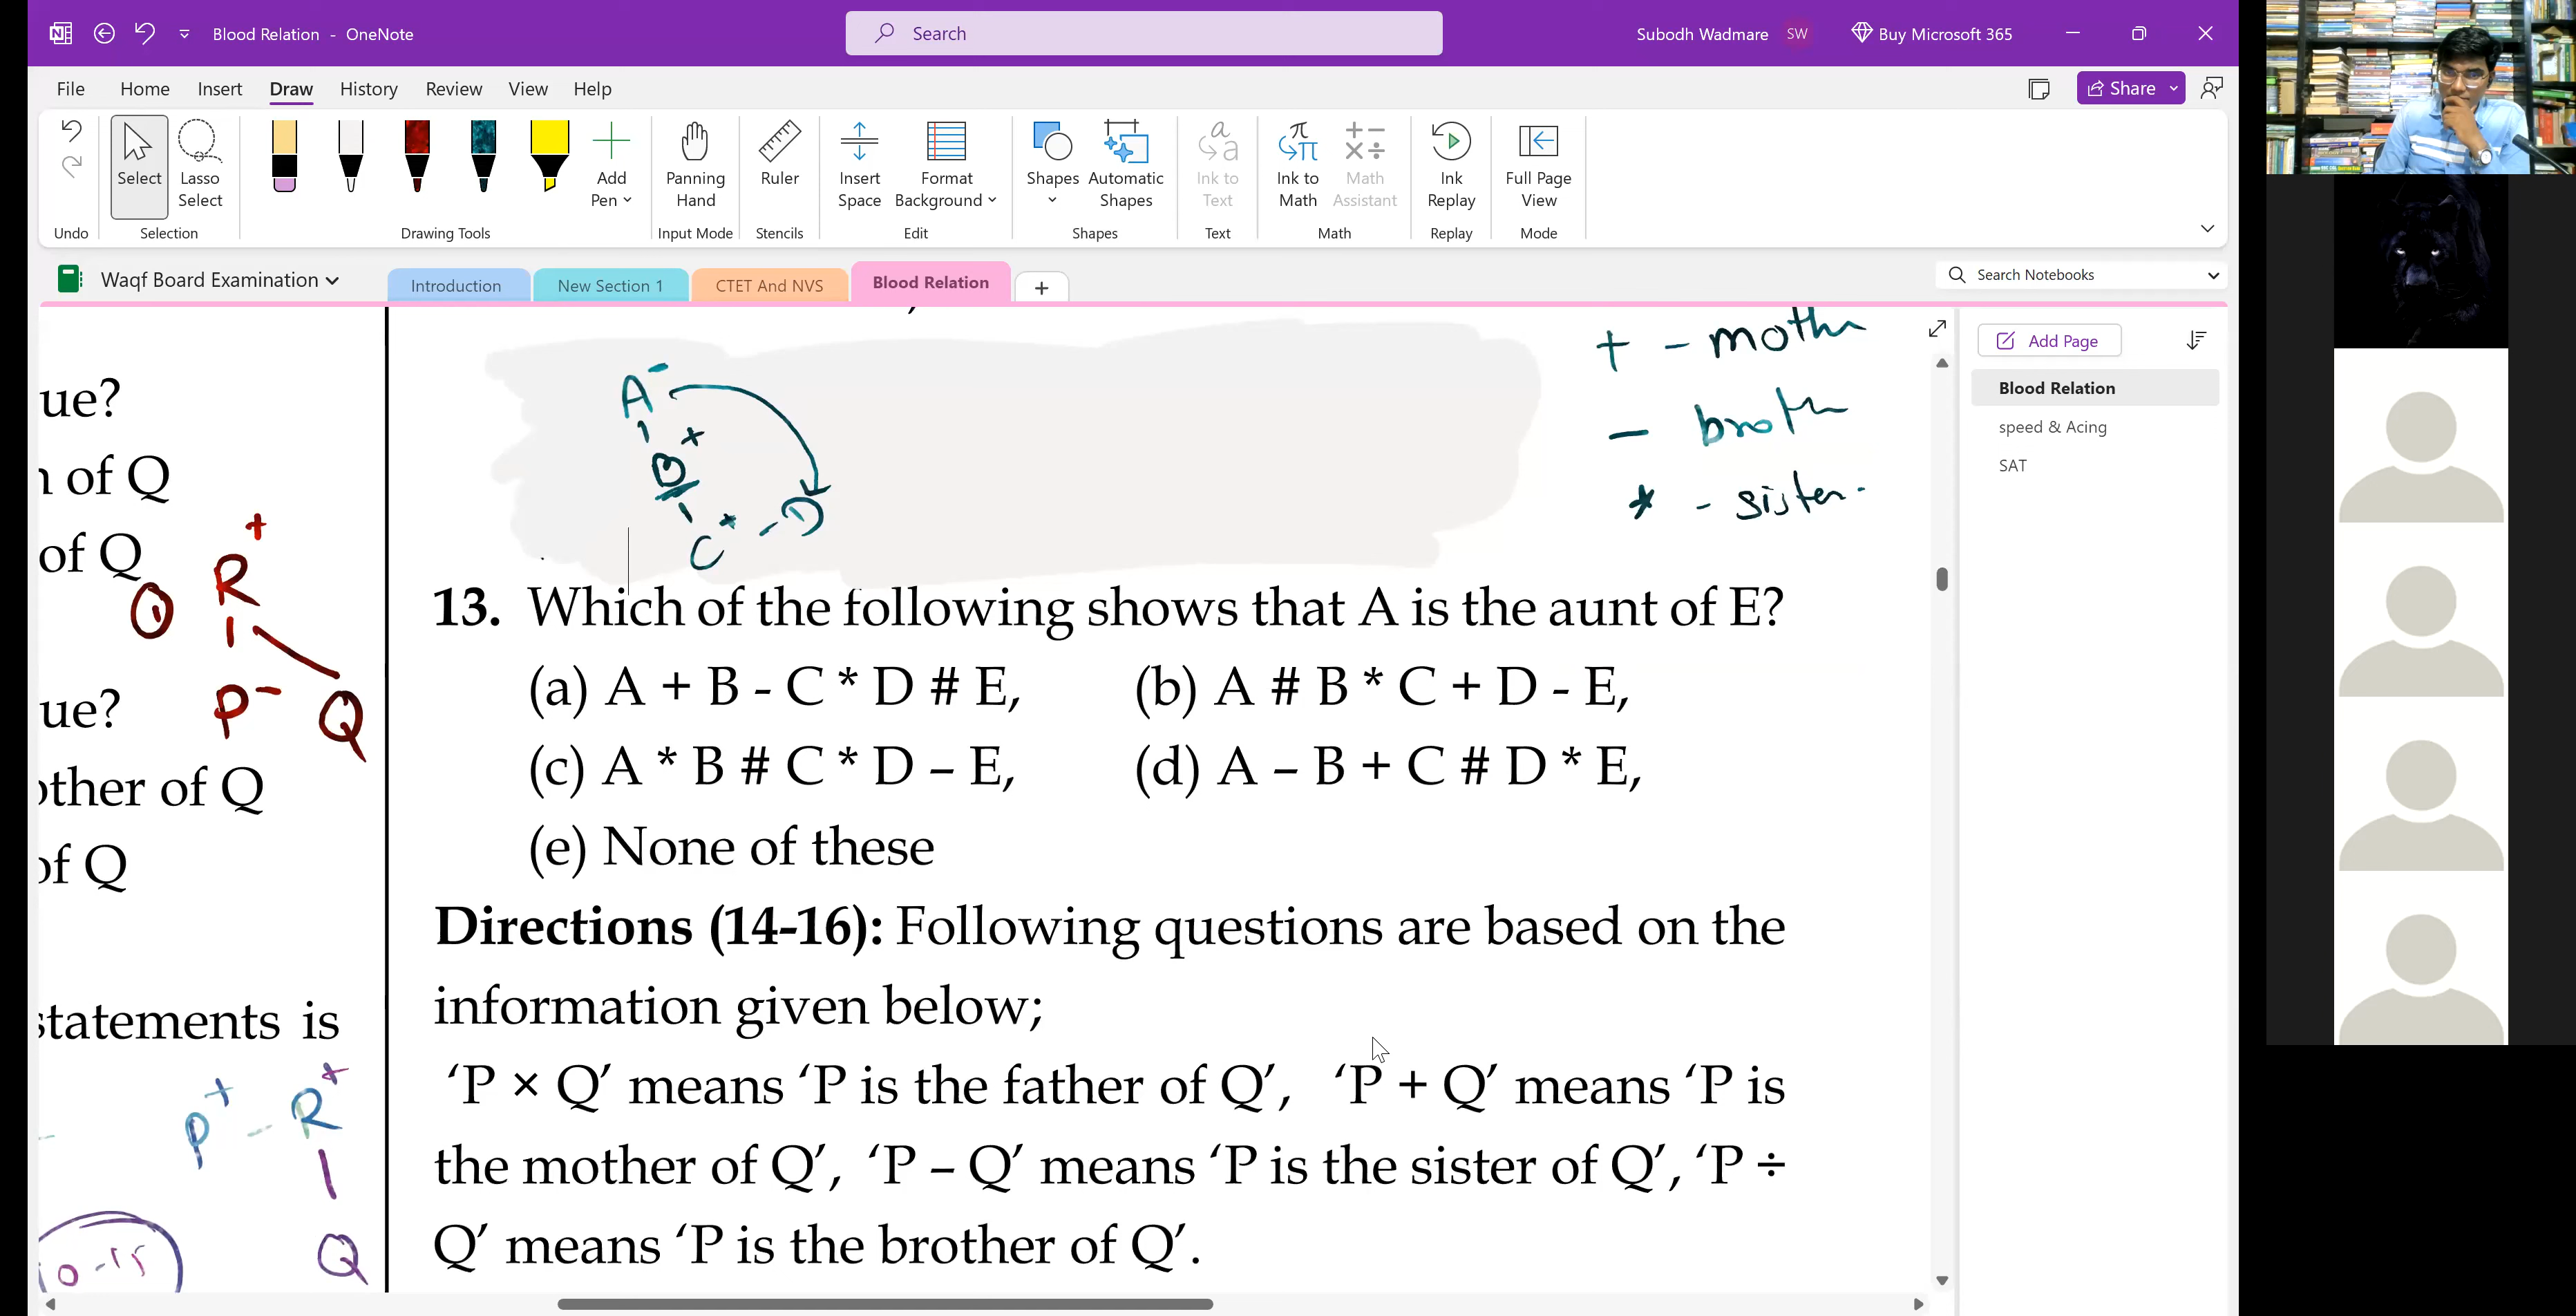 Blood Relation - OneNote
Search
Subodh Wadmare SW
Buy Microsoft 365
File Home Insert Draw History Review View Help
Share
Select
Lasso Select
Add Pen
Panning Hand
Ruler
Insert Space
Format Background
Shapes
Automatic Shapes
Ink to Text
Ink to Math
Math Assistant
Ink Replay
Full Page View
Undo Selection Drawing Tools Input Mode Stencils Edit Shapes Text Math Replay Mode
Waqf Board Examination
Introduction New Section 1 CTET And NVS Blood Relation +
Search Notebooks
Add Page
Blood Relation
speed & Acing
SAT
ue?
of Q
of Q
R +
P - Q
ue?
other of Q
of Q
statements is
P + - R +
Q
A -
B +
C + - D
+ - moth
- broth
* - sister
13. Which of the following shows that A is the aunt of E?
(a) A + B - C * D # E, (b) A # B * C + D - E,
(c) A * B # C * D – E, (d) A – B + C # D * E,
(e) None of these
Directions (14-16): Following questions are based on the
information given below;
‘P × Q’ means ‘P is the father of Q’, ‘P + Q’ means ‘P is
the mother of Q’, ‘P – Q’ means ‘P is the sister of Q’, ‘P ÷
Q’ means ‘P is the brother of Q’.